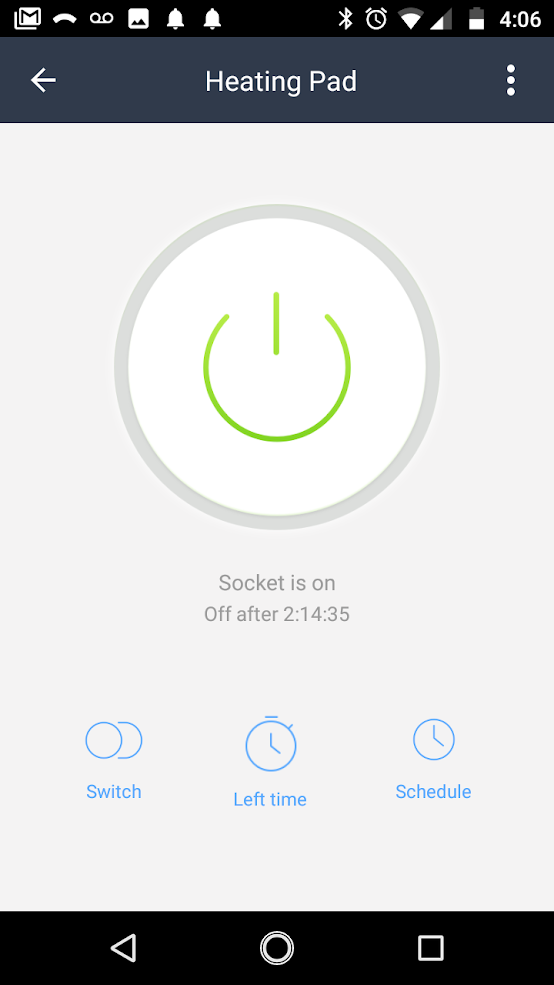 4:06
Heating Pad
Socket is on
Off after 2:14:35
Switch
Left time
Schedule